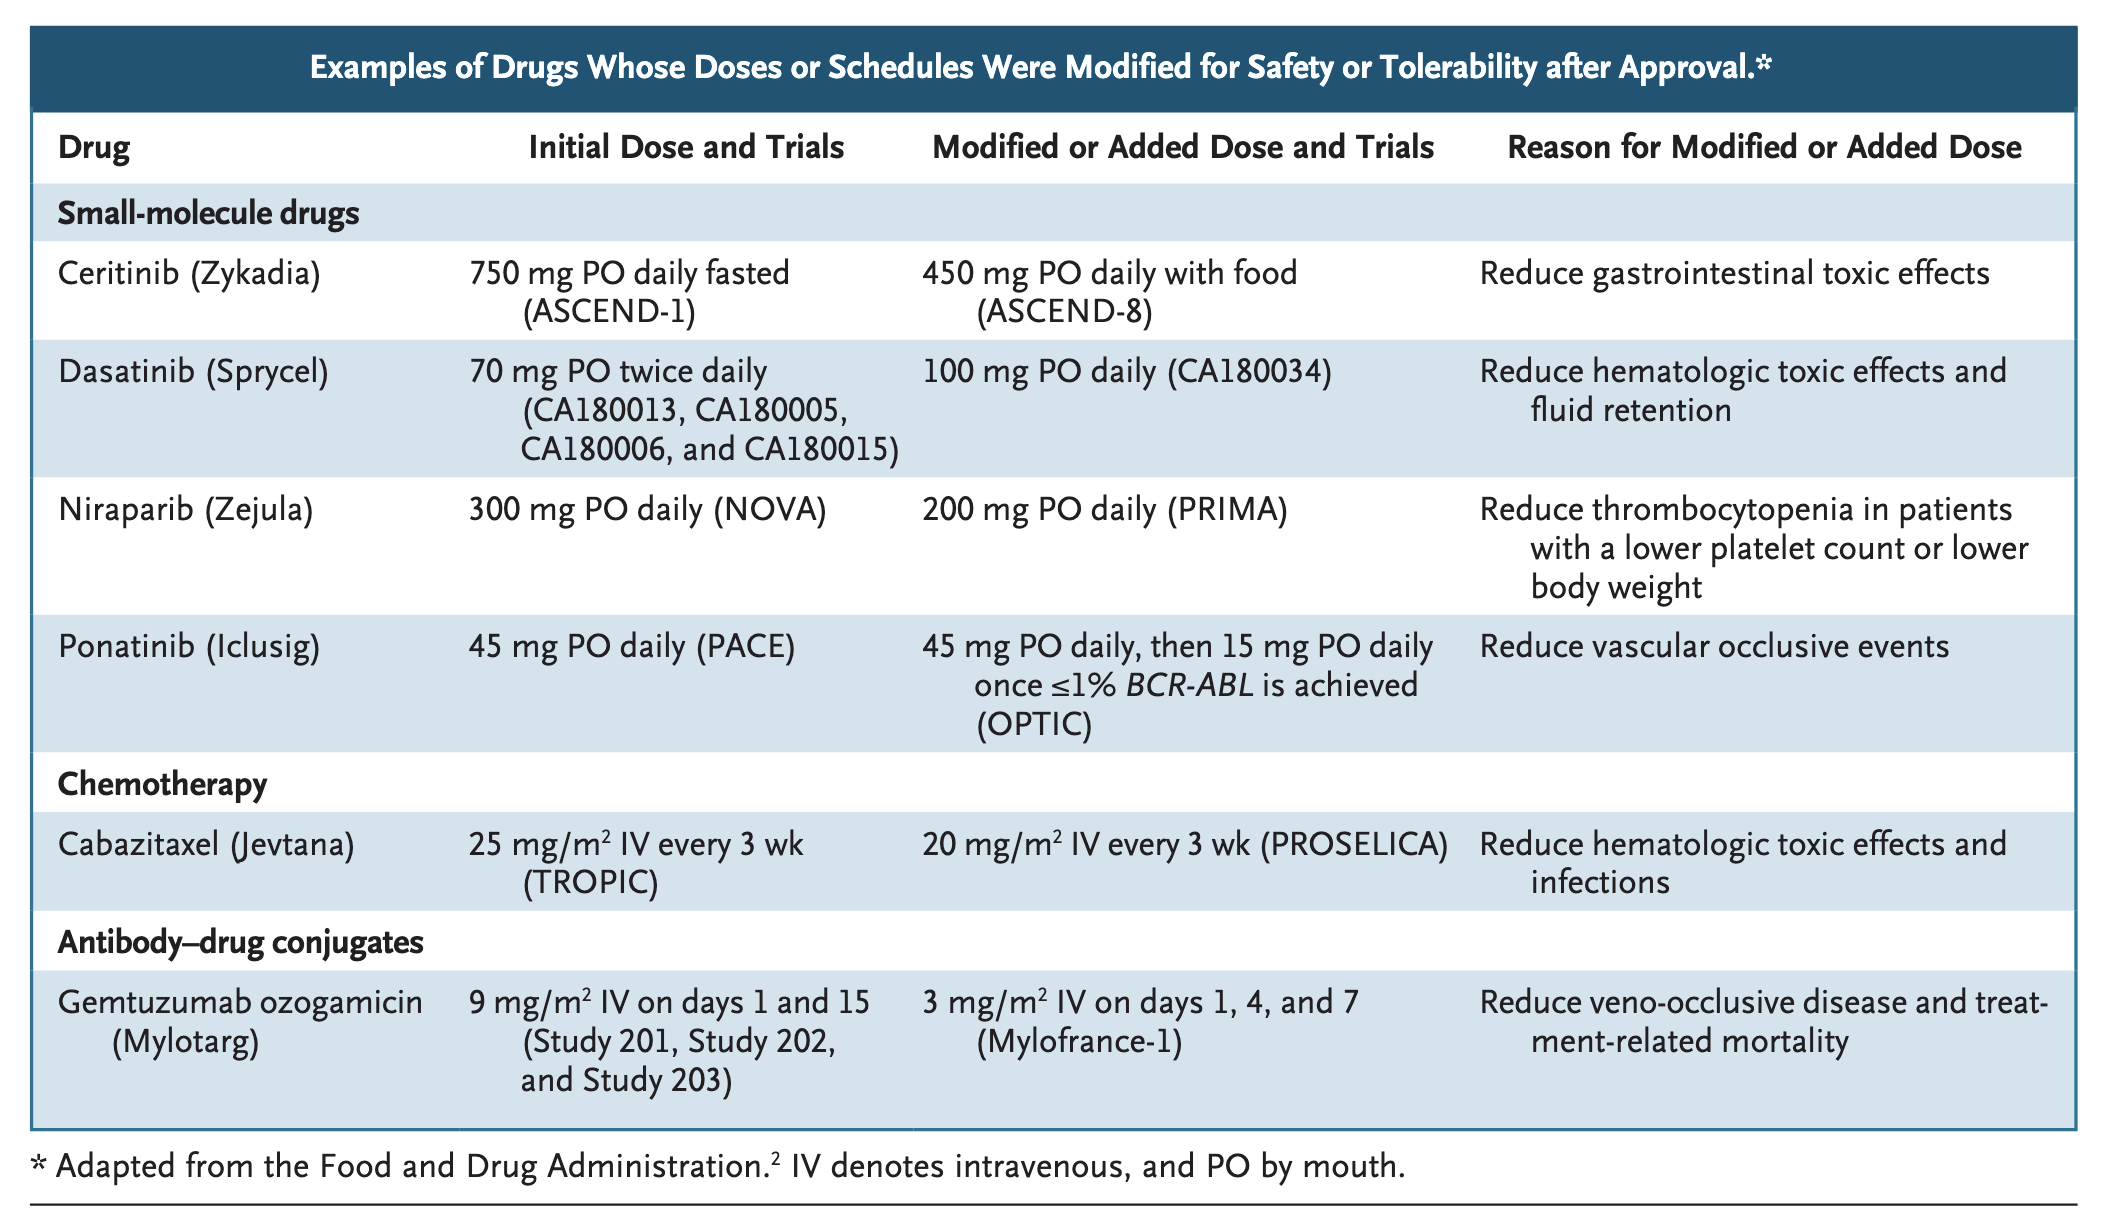 Examples of Drugs Whose Doses or Schedules Were Modified for Safety or Tolerability after Approval.*
Drug Initial Dose and Trials Modified or Added Dose and Trials Reason for Modified or Added Dose
Small-molecule drugs
Ceritinib (Zykadia) 750 mg PO daily fasted 450 mg PO daily with food Reduce gastrointestinal toxic effects
(ASCEND-1) (ASCEND-8)
Dasatinib (Sprycel) 70 mg PO twice daily 100 mg PO daily (CA180034) Reduce hematologic toxic effects and
(CA180013, CA180005, fluid retention
CA180006, and CA180015)
Niraparib (Zejula) 300 mg PO daily (NOVA) 200 mg PO daily (PRIMA) Reduce thrombocytopenia in patients
with a lower platelet count or lower
body weight
Ponatinib (Iclusig) 45 mg PO daily (PACE) 45 mg PO daily, then 15 mg PO daily Reduce vascular occlusive events
once ≤1% BCR-ABL is achieved
(OPTIC)
Chemotherapy
Cabazitaxel (Jevtana) 25 mg/m² IV every 3 wk 20 mg/m² IV every 3 wk (PROSELICA) Reduce hematologic toxic effects and
(TROPIC) infections
Antibody–drug conjugates
Gemtuzumab ozogamicin 9 mg/m² IV on days 1 and 15 3 mg/m² IV on days 1, 4, and 7 Reduce veno-occlusive disease and treat-
(Mylotarg) (Study 201, Study 202, (Mylofrance-1) ment-related mortality
and Study 203)
* Adapted from the Food and Drug Administration.² IV denotes intravenous, and PO by mouth.